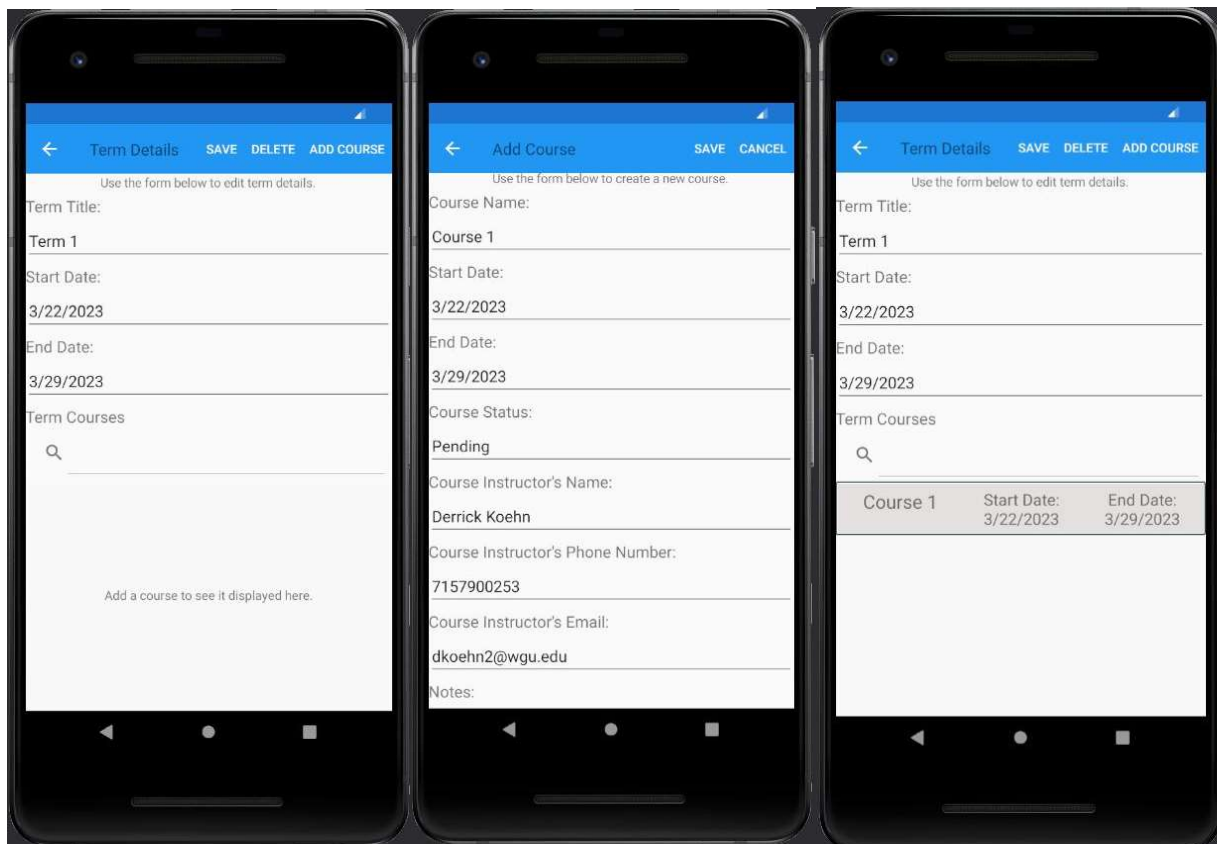 Term Details SAVE DELETE ADD COURSE
Use the form below to edit term details.
Term Title:
Term 1
Start Date:
3/22/2023
End Date:
3/29/2023
Term Courses
Add a course to see it displayed here.
Add Course SAVE CANCEL
Use the form below to create a new course.
Course Name:
Course 1
Start Date:
3/22/2023
End Date:
3/29/2023
Course Status:
Pending
Course Instructor's Name:
Derrick Koehn
Course Instructor's Phone Number:
7157900253
Course Instructor's Email:
dkoehn2@wgu.edu
Notes:
Term Details SAVE DELETE ADD COURSE
Use the form below to edit term details.
Term Title:
Term 1
Start Date:
3/22/2023
End Date:
3/29/2023
Term Courses
Course 1 Start Date: End Date:
3/22/2023 3/29/2023